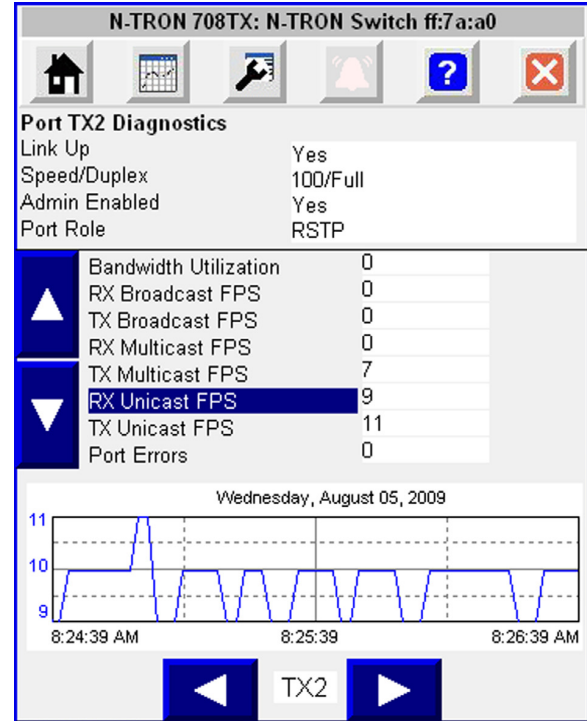 N-TRON 708TX: N-TRON Switch ff:7a:a0
?
Port TX2 Diagnostics
Link Up Yes
Speed/Duplex 100/Full
Admin Enabled Yes
Port Role RSTP
Bandwidth Utilization 0
RX Broadcast FPS 0
TX Broadcast FPS 0
RX Multicast FPS 0
TX Multicast FPS 7
RX Unicast FPS 9
TX Unicast FPS 11
Port Errors 0
Wednesday, August 05, 2009
11
10
9
8:24:39 AM 8:25:39 8:26:39 AM
TX2